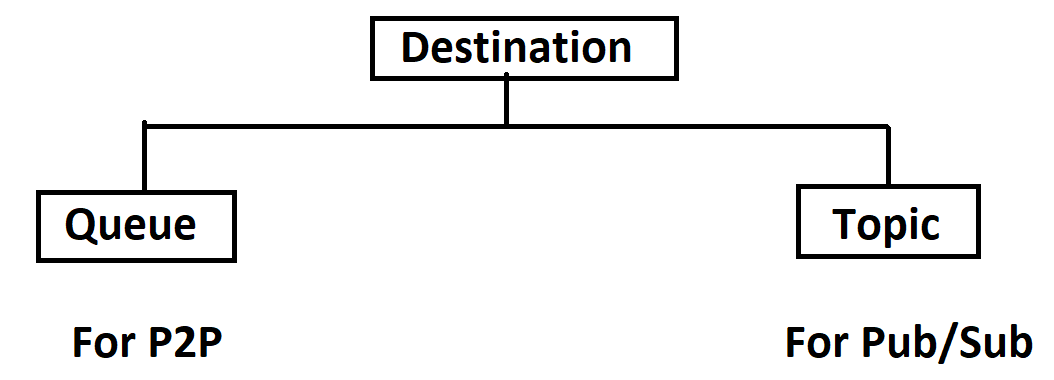 Destination
Queue
Topic
For P2P
For Pub/Sub